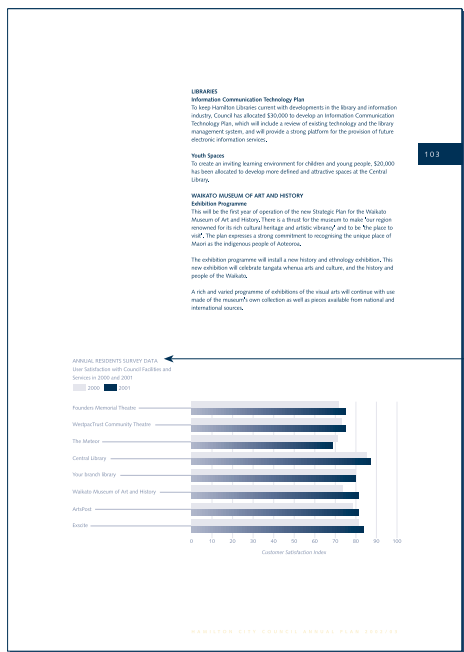 LIBRARIES
Information Communication Technology Plan
To keep Hamilton Libraries current with developments in the library and information
industry, Council has allocated $30,000 to develop an Information Communication
Technology Plan, which will include a review of existing technology and the library
management system, and will provide a strong platform for the provision of future
electronic information services.
103
Youth Spaces
To create an inviting learning environment for children and young people, $20,000
has been allocated to develop more defined and attractive spaces at the Central
Library.
WAIKATO MUSEUM OF ART AND HISTORY
Exhibition Programme
This will be the first year of operation of the new Strategic Plan for the Waikato
Museum of Art and History. There is a thrust for the museum to make 'our region
renowned for its rich cultural heritage and artistic vibrancy' and to be 'the place to
visit'. The plan expresses a strong commitment to recognising the unique place of
Maori as the indigenous people of Aotearoa.
The exhibition programme will install a new history and ethnology exhibition. This
new exhibition will celebrate tangata whenua arts and culture, and the history and
people of the Waikato.
A rich and varied programme of exhibitions of the visual arts will continue with use
made of the museum's own collection as well as pieces available from national and
international sources.
ANNUAL RESIDENTS SURVEY DATA
User Satisfaction with Council Facilities and
Services in 2000 and 2001
2000 2001
Founders Memorial Theatre
WestpacTrust Community Theatre
The Meteor
Central Library
Your branch library
Waikato Museum of Art and History
ArtsPost
Exscite
0 10 20 30 40 50 60 70 80 90 100
Customer Satisfaction Index
HAMILTON CITY COUNCIL ANNUAL PLAN